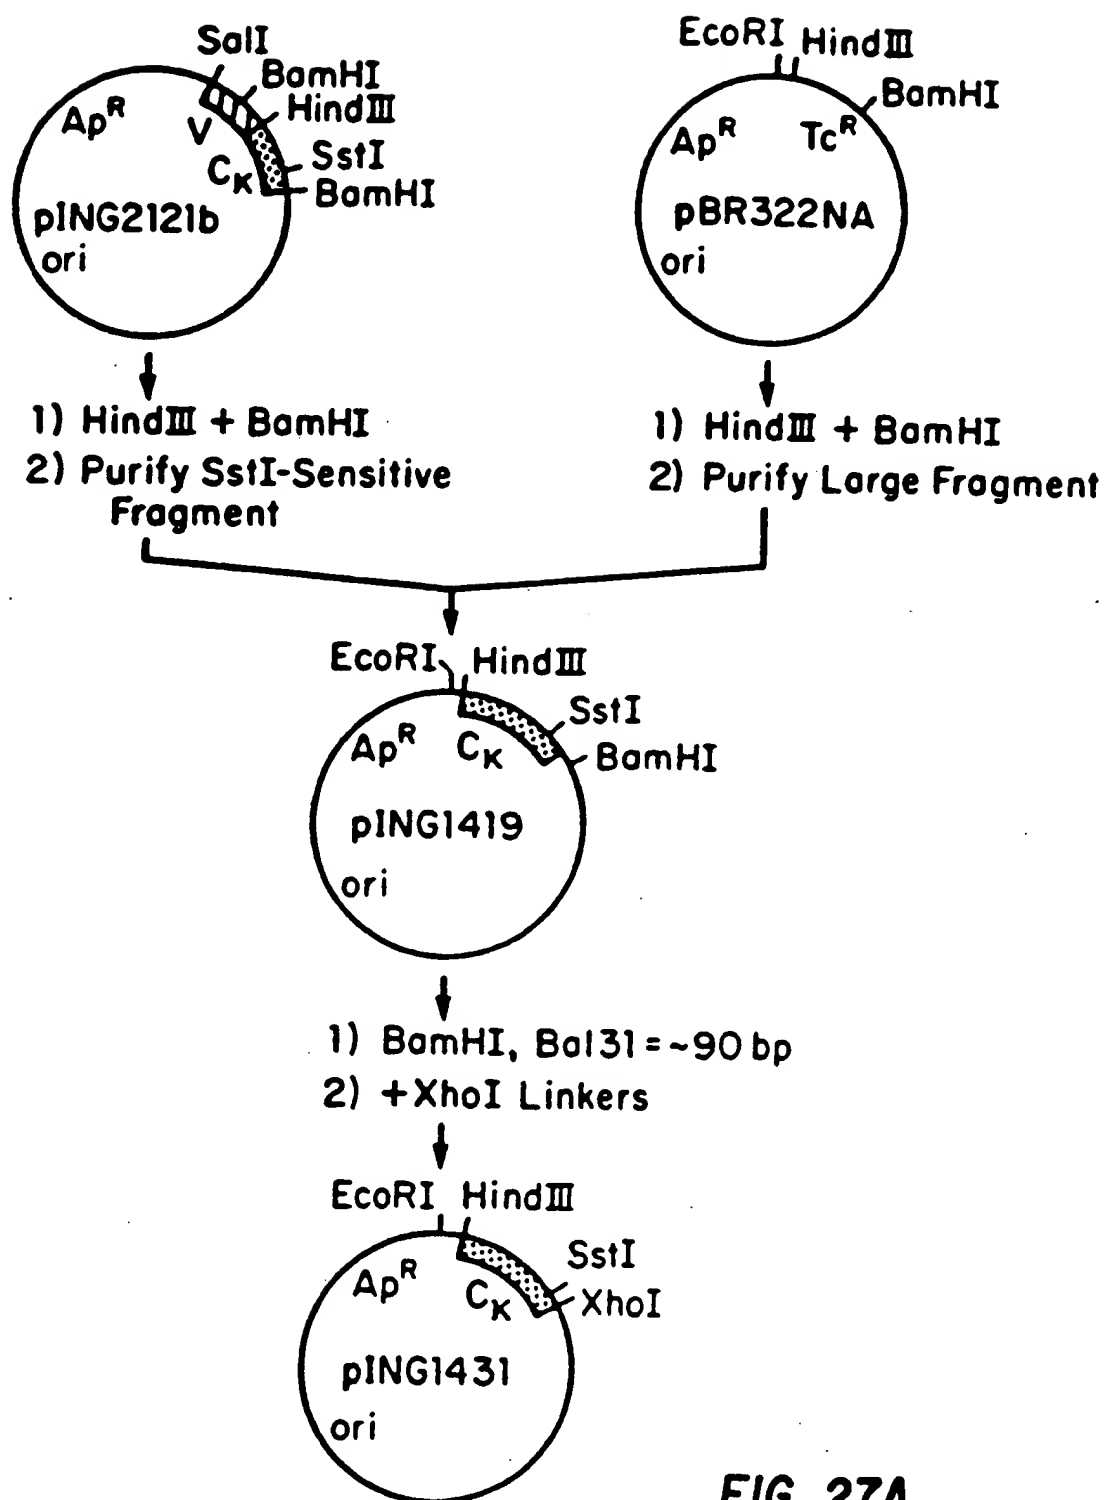 SalI
BamHI
HindIII
SstI
BamHI
Ap^R
V
C_K
pING2121b
ori
EcoRI HindIII
BamHI
Ap^R Tc^R
pBR322NA
ori
1) HindIII + BamHI
2) Purify SstI-Sensitive
Fragment
1) HindIII + BamHI
2) Purify Large Fragment
EcoRI HindIII
SstI
BamHI
Ap^R C_K
pING1419
ori
1) BamHI, Bal31 = ~90 bp
2) +XhoI Linkers
EcoRI HindIII
SstI
XhoI
Ap^R C_K
pING1431
ori
FIG. 27A